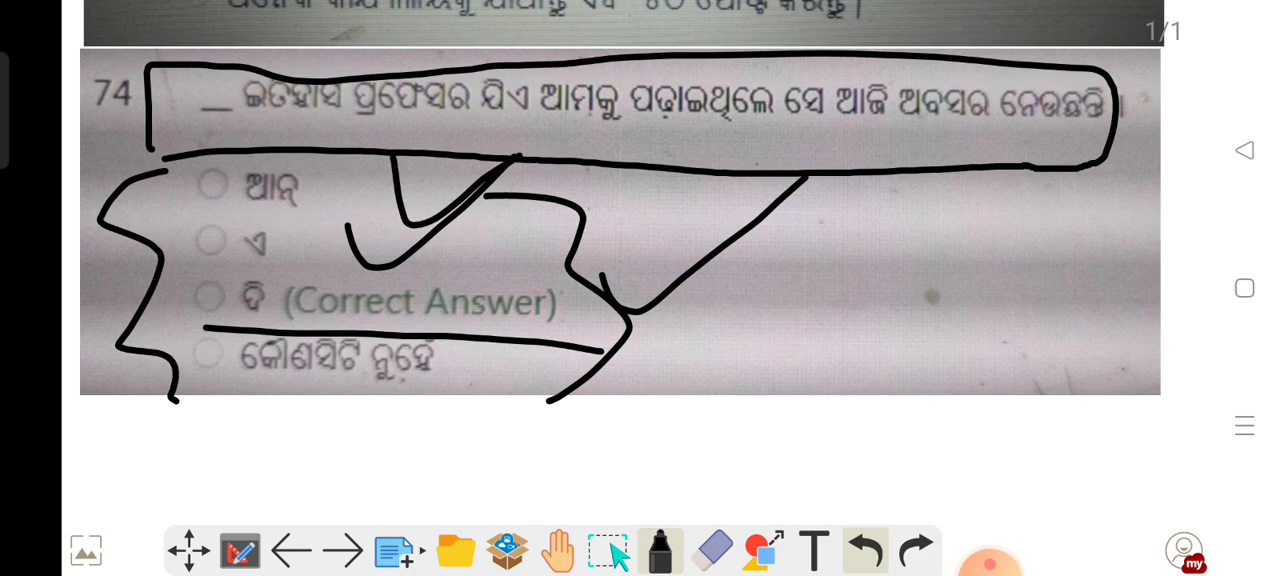 1/1
74 __ ଇତିହାସ ପ୍ରଫେସର ଯିଏ ଆମକୁ ପଢ଼ାଇଥିଲେ ସେ ଆଜି ଅବସର ନେଉଛନ୍ତି ।
ଆନ୍
ଏ
ଦି (Correct Answer)
କୌଣସିଟି ନୁହେଁ
T
my